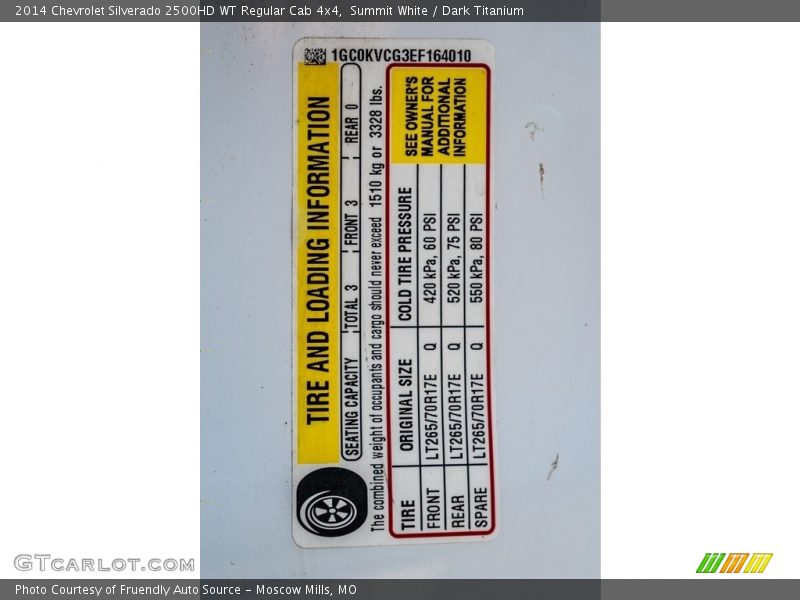 2014 Chevrolet Silverado 2500HD WT Regular Cab 4x4, Summit White / Dark Titanium
1GC0KVCG3EF164010
TIRE AND LOADING INFORMATION
SEATING CAPACITY TOTAL 3 FRONT 3 REAR 0
The combined weight of occupants and cargo should never exceed 1510 kg or 3328 lbs.
TIRE ORIGINAL SIZE COLD TIRE PRESSURE
FRONT LT265/70R17E Q 420 kPa, 60 PSI
REAR LT265/70R17E Q 520 kPa, 75 PSI
SPARE LT265/70R17E Q 550 kPa, 80 PSI
SEE OWNER'S
MANUAL FOR
ADDITIONAL
INFORMATION
GTCARLOT.COM
Photo Courtesy of Fruendly Auto Source – Moscow Mills, MO